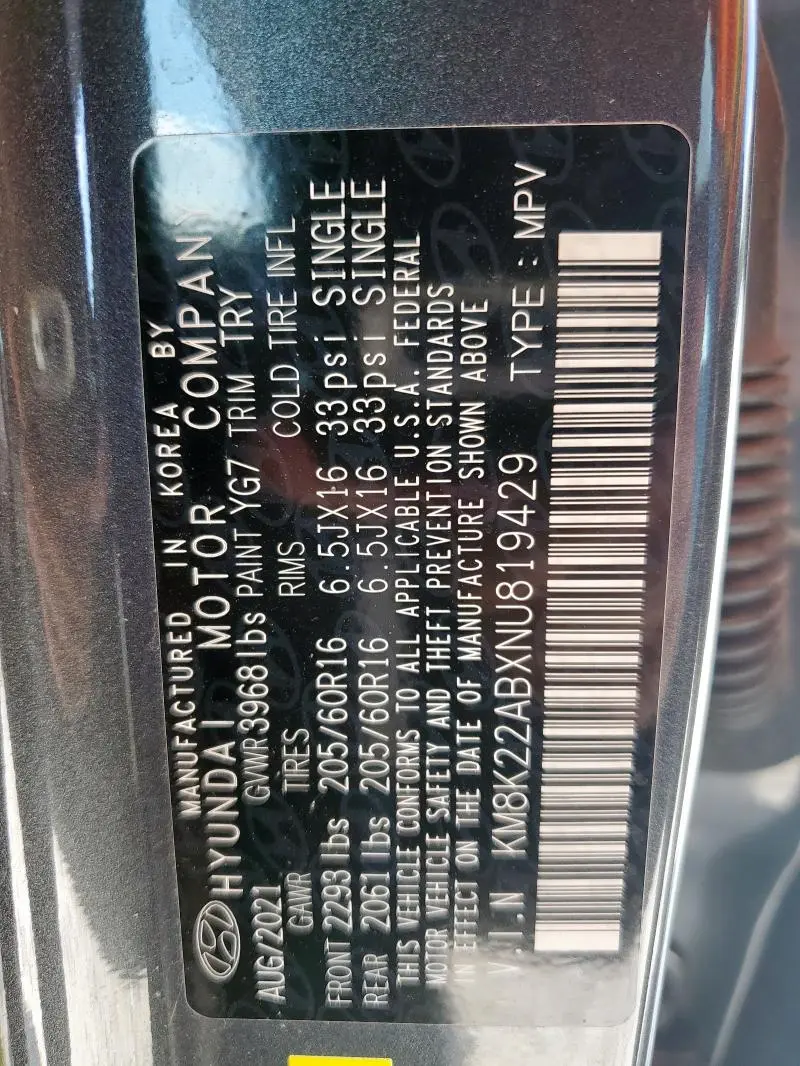 MANUFACTURED IN KOREA BY
HYUNDAI MOTOR COMPANY
AUG/2021 GVWR 3968 lbs PAINT YG7 TRIM TRY
GAWR TIRES RIMS COLD TIRE INFL
FRONT 2293 lbs 205/60R16 6.5JX16 33psi SINGLE
REAR 2061 lbs 205/60R16 6.5JX16 33psi SINGLE
THIS VEHICLE CONFORMS TO ALL APPLICABLE U.S.A. FEDERAL
MOTOR VEHICLE SAFETY AND THEFT PREVENTION STANDARDS
IN EFFECT ON THE DATE OF MANUFACTURE SHOWN ABOVE
V.I.N KM8K22ABXNU819429 TYPE : MPV